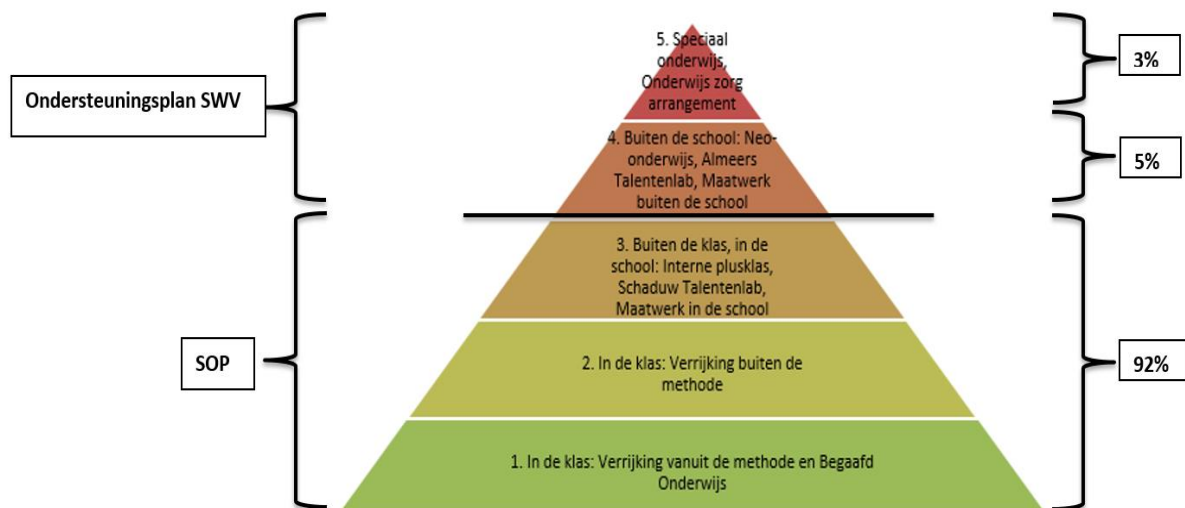 5. Speciaal
onderwijs,
Onderwijs zorg
arrangement
3%
Ondersteuningsplan SWV
4. Buiten de school: Neo-
onderwijs, Almeers
Talentenlab, Maatwerk
buiten de school
5%
3. Buiten de klas, in de
school: Interne plusklas,
Schaduw Talentenlab,
Maatwerk in de school
SOP
2. In de klas: Verrijking buiten de
methode
92%
1. In de klas: Verrijking vanuit de methode en Begaafd
Onderwijs